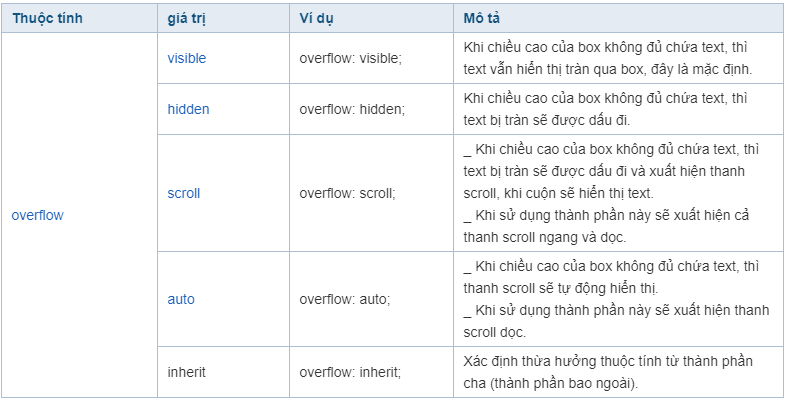 Thuộc tính giá trị Ví dụ Mô tả
overflow
visible overflow: visible; Khi chiều cao của box không đủ chứa text, thì
text vẫn hiển thị tràn qua box, đây là mặc định.
hidden overflow: hidden; Khi chiều cao của box không đủ chứa text, thì
text bị tràn sẽ được dấu đi.
scroll overflow: scroll; _ Khi chiều cao của box không đủ chứa text, thì
text bị tràn sẽ được dấu đi và xuất hiện thanh
scroll, khi cuộn sẽ hiển thị text.
_ Khi sử dụng thành phần này sẽ xuất hiện cả
thanh scroll ngang và dọc.
auto overflow: auto; _ Khi chiều cao của box không đủ chứa text, thì
thanh scroll sẽ tự động hiển thị.
_ Khi sử dụng thành phần này sẽ xuất hiện thanh
scroll dọc.
inherit overflow: inherit; Xác định thừa hưởng thuộc tính từ thành phần
cha (thành phần bao ngoài).